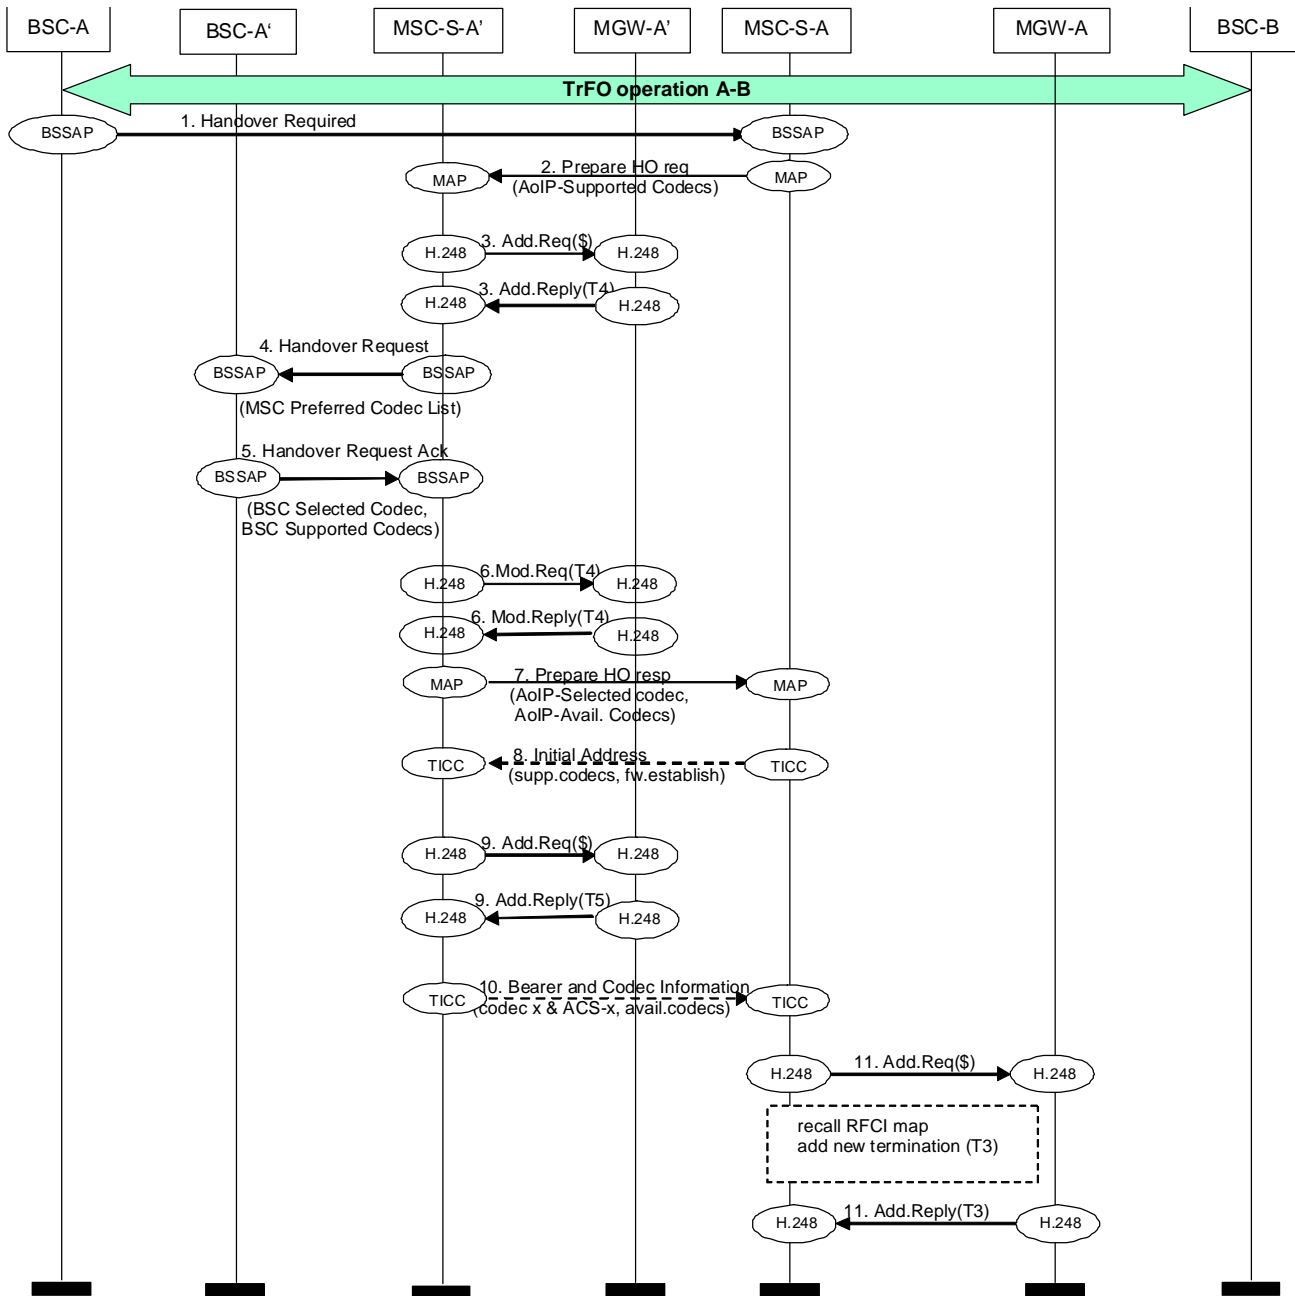 BSC-A
BSC-A‘
MSC-S-A’
MGW-A’
MSC-S-A
MGW-A
BSC-B
TrFO operation A-B
1. Handover Required
BSSAP
BSSAP
2. Prepare HO req
MAP
MAP
(AoIP-Supported Codecs)
3. Add.Req($)
H.248
H.248
3. Add.Reply(T4)
H.248
H.248
4. Handover Request
BSSAP
BSSAP
(MSC Preferred Codec List)
5. Handover Request Ack
BSSAP
BSSAP
(BSC Selected Codec,
BSC Supported Codecs)
6.Mod.Req(T4)
H.248
H.248
6. Mod.Reply(T4)
H.248
H.248
7. Prepare HO resp
MAP
MAP
(AoIP-Selected codec,
AoIP-Avail. Codecs)
8. Initial Address
TICC
TICC
(supp.codecs, fw.establish)
9. Add.Req($)
H.248
H.248
9. Add.Reply(T5)
H.248
H.248
10. Bearer and Codec Information
TICC
TICC
(codec x & ACS-x, avail.codecs)
11. Add.Req($)
H.248
H.248
recall RFCI map
add new termination (T3)
11. Add.Reply(T3)
H.248
H.248